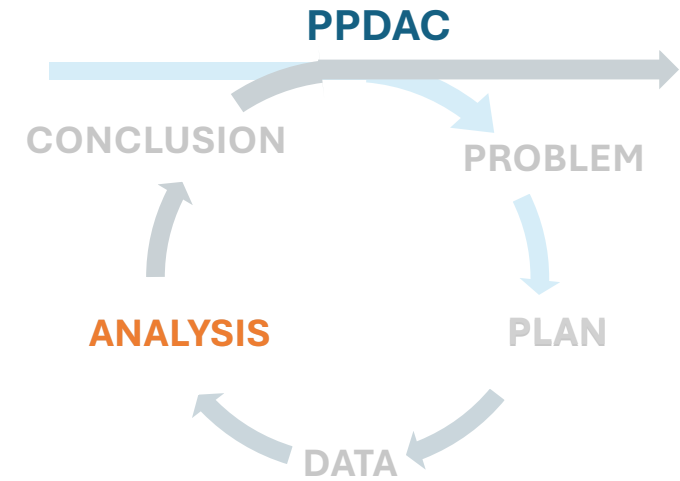 PPDAC
CONCLUSION
PROBLEM
ANALYSIS
PLAN
DATA